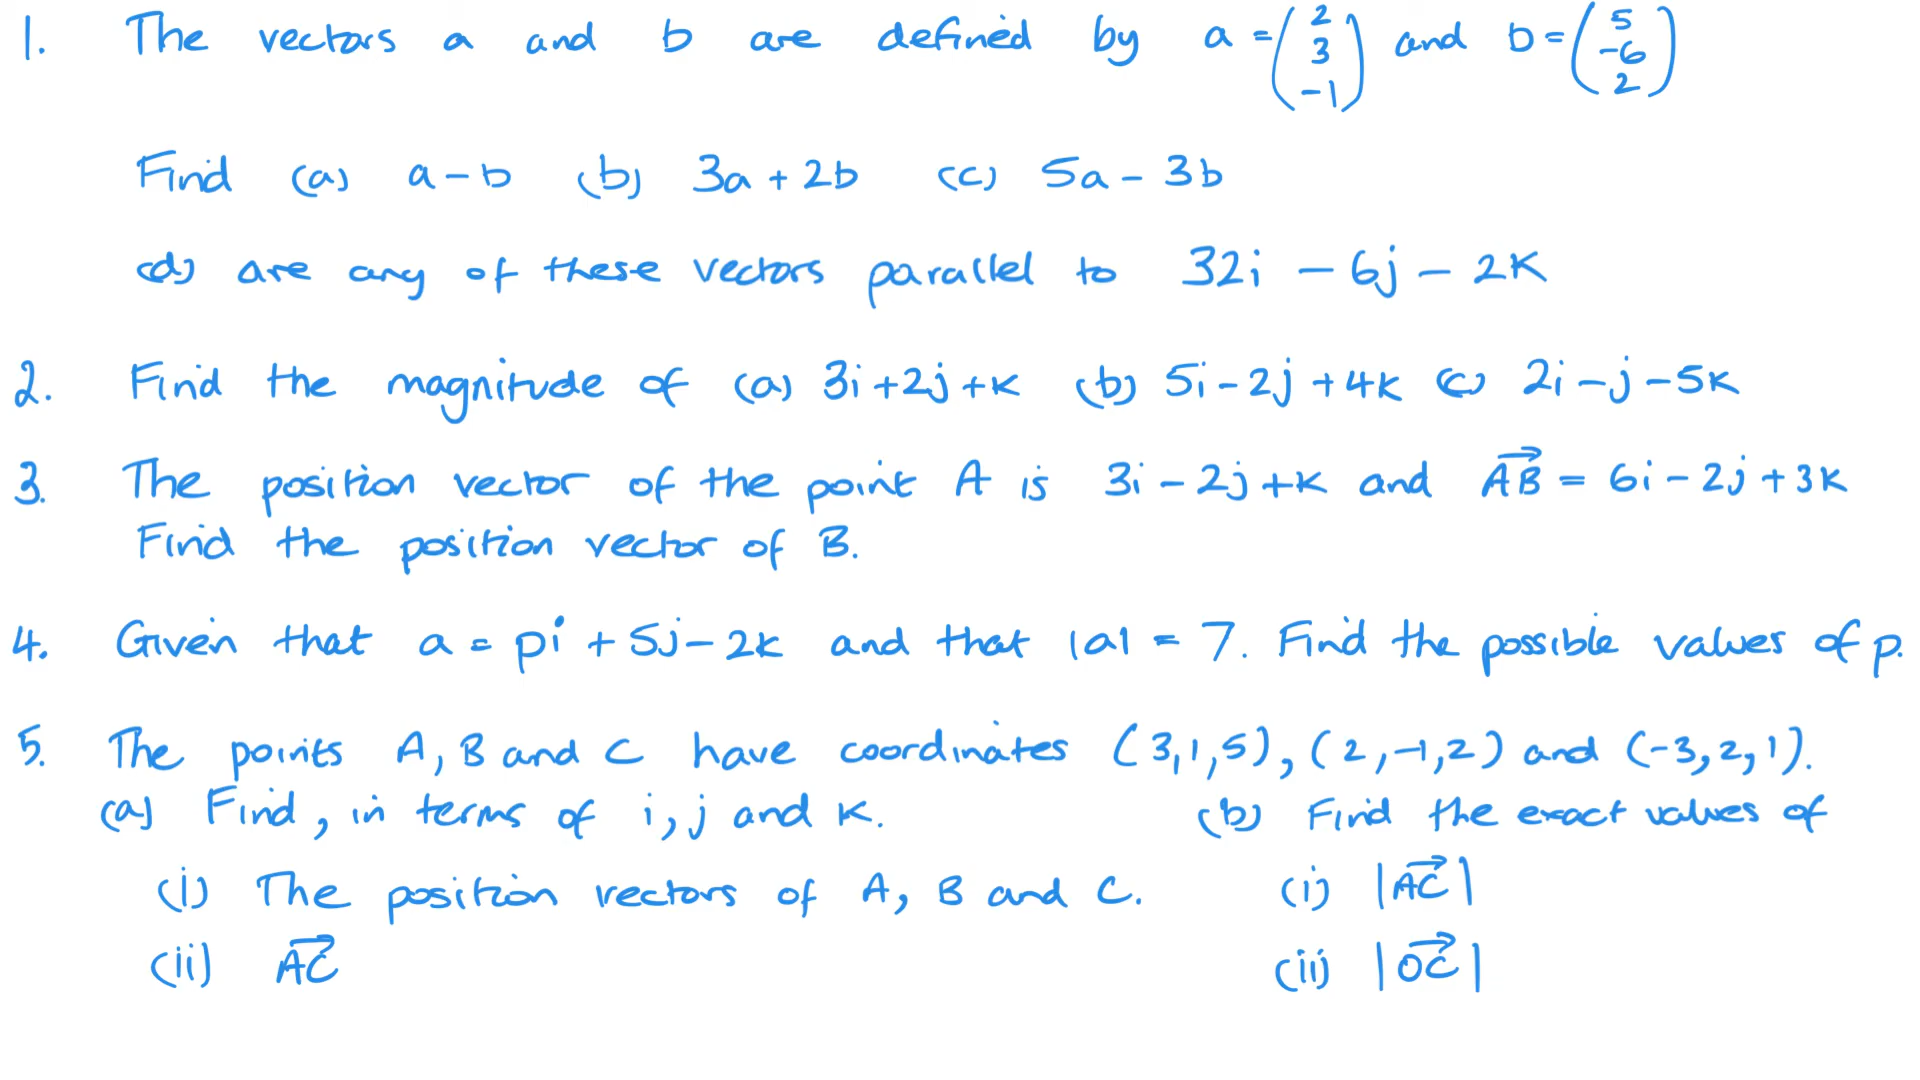 1. The vectors a and b are defined by a = (2 3 -1) and b = (5 -6 2)
Find (a) a - b (b) 3a + 2b (c) 5a - 3b
(d) are any of these vectors parallel to 32i - 6j - 2k
2. Find the magnitude of (a) 3i + 2j + k (b) 5i - 2j + 4k (c) 2i - j - 5k
3. The position vector of the point A is 3i - 2j + k and \overrightarrow{AB} = 6i - 2j + 3k
Find the position vector of B.
4. Given that a = pi + 5j - 2k and that |a| = 7. Find the possible values of p.
5. The points A, B and C have coordinates (3,1,5), (2,-1,2) and (-3,2,1).
(a) Find, in terms of i, j and k.
(i) The position vectors of A, B and C.
(ii) \overrightarrow{AC}
(b) Find the exact values of
(i) |\overrightarrow{AC}|
(ii) |\overrightarrow{OC}|